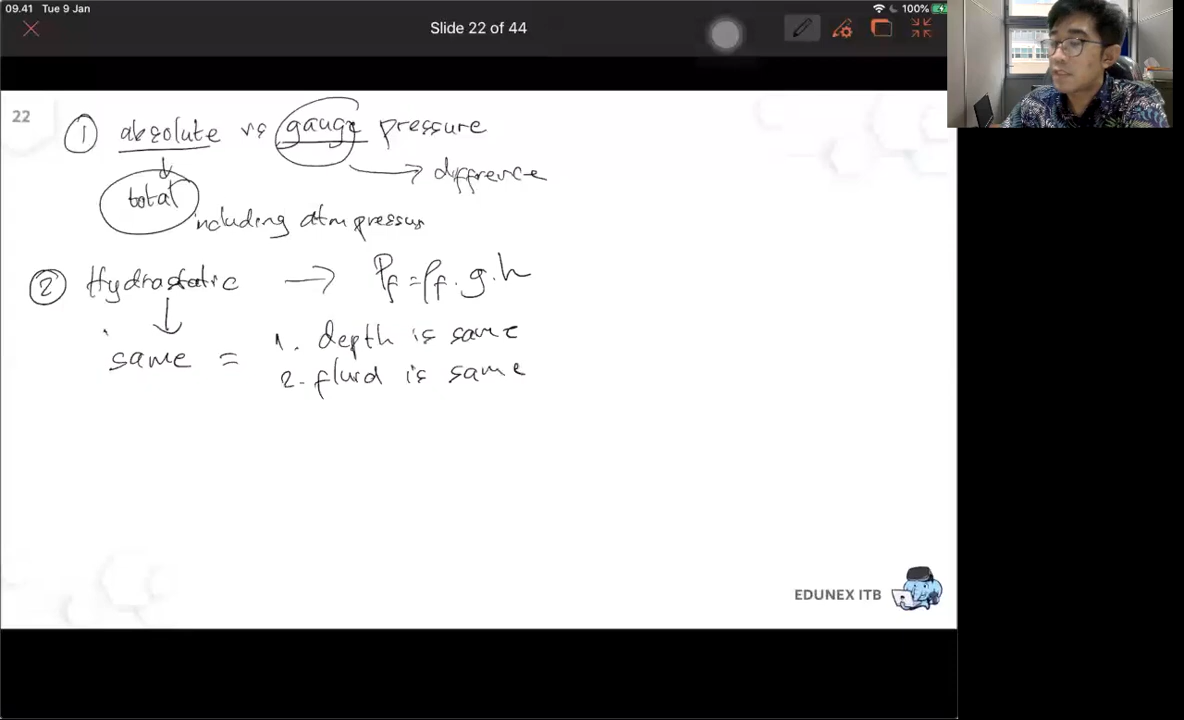 09.41 Tue 9 Jan
100%
Slide 22 of 44
22
① absolute vs gauge pressure
difference
total
including atm pressur
② Hydrostatic → Pf = ρf . g . h
same = 1. depth is same
2. fluid is same
EDUNEX ITB